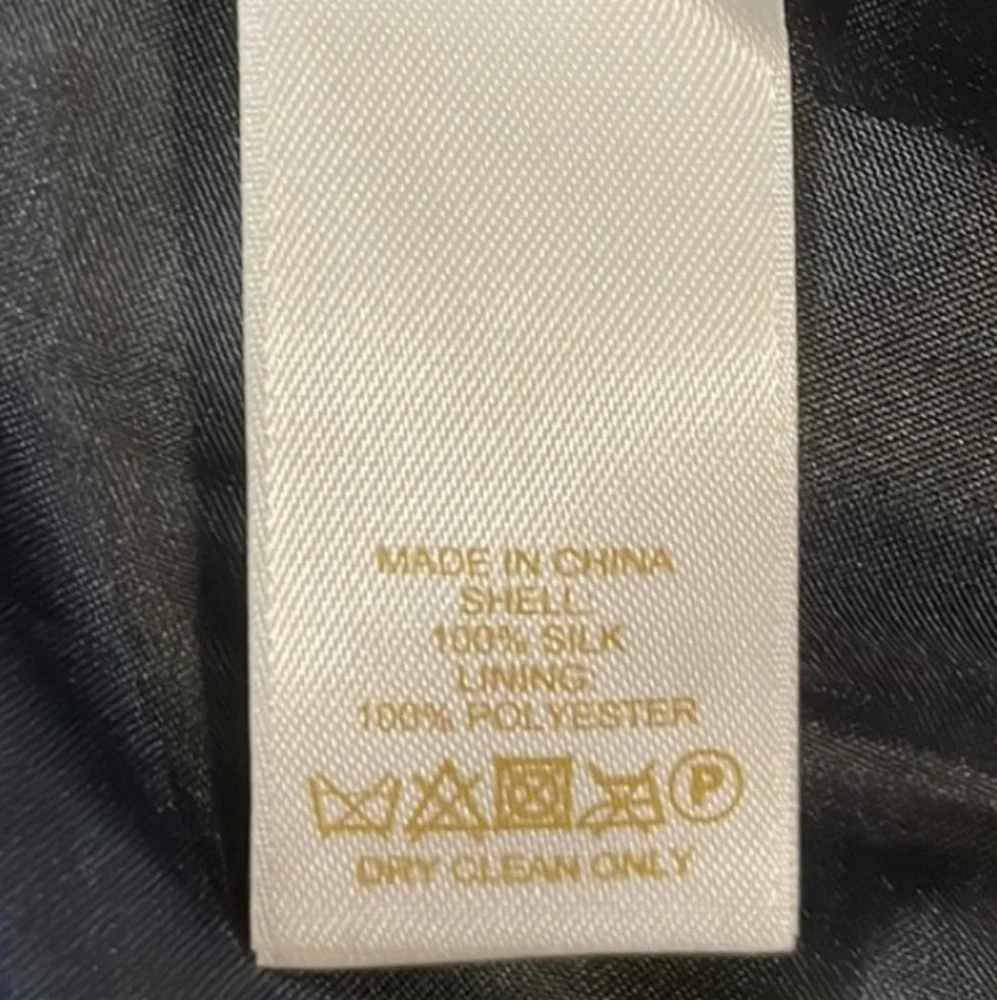 MADE IN CHINA
SHELL:
100% SILK
LINING:
100% POLYESTER
P
DRY CLEAN ONLY